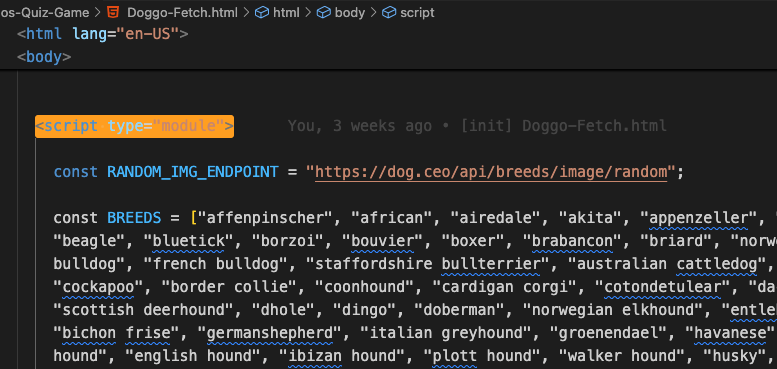 os-Quiz-Game > Doggo-Fetch.html > html > body > script
<html lang="en-US">
<body>
<script type="module"> You, 3 weeks ago • [init] Doggo-Fetch.html
const RANDOM_IMG_ENDPOINT = "https://dog.ceo/api/breeds/image/random";
const BREEDS = ["affenpinscher", "african", "airedale", "akita", "appenzeller", "
"beagle", "bluetick", "borzoi", "bouvier", "boxer", "brabancon", "briard", "norw
bulldog", "french bulldog", "staffordshire bullterrier", "australian cattledog",
"cockapoo", "border collie", "coonhound", "cardigan corgi", "cotondetulear", "da
"scottish deerhound", "dhole", "dingo", "doberman", "norwegian elkhound", "entleb
"bichon frise", "germanshepherd", "italian greyhound", "groenendael", "havanese"
hound", "english hound", "ibizan hound", "plott hound", "walker hound", "husky",